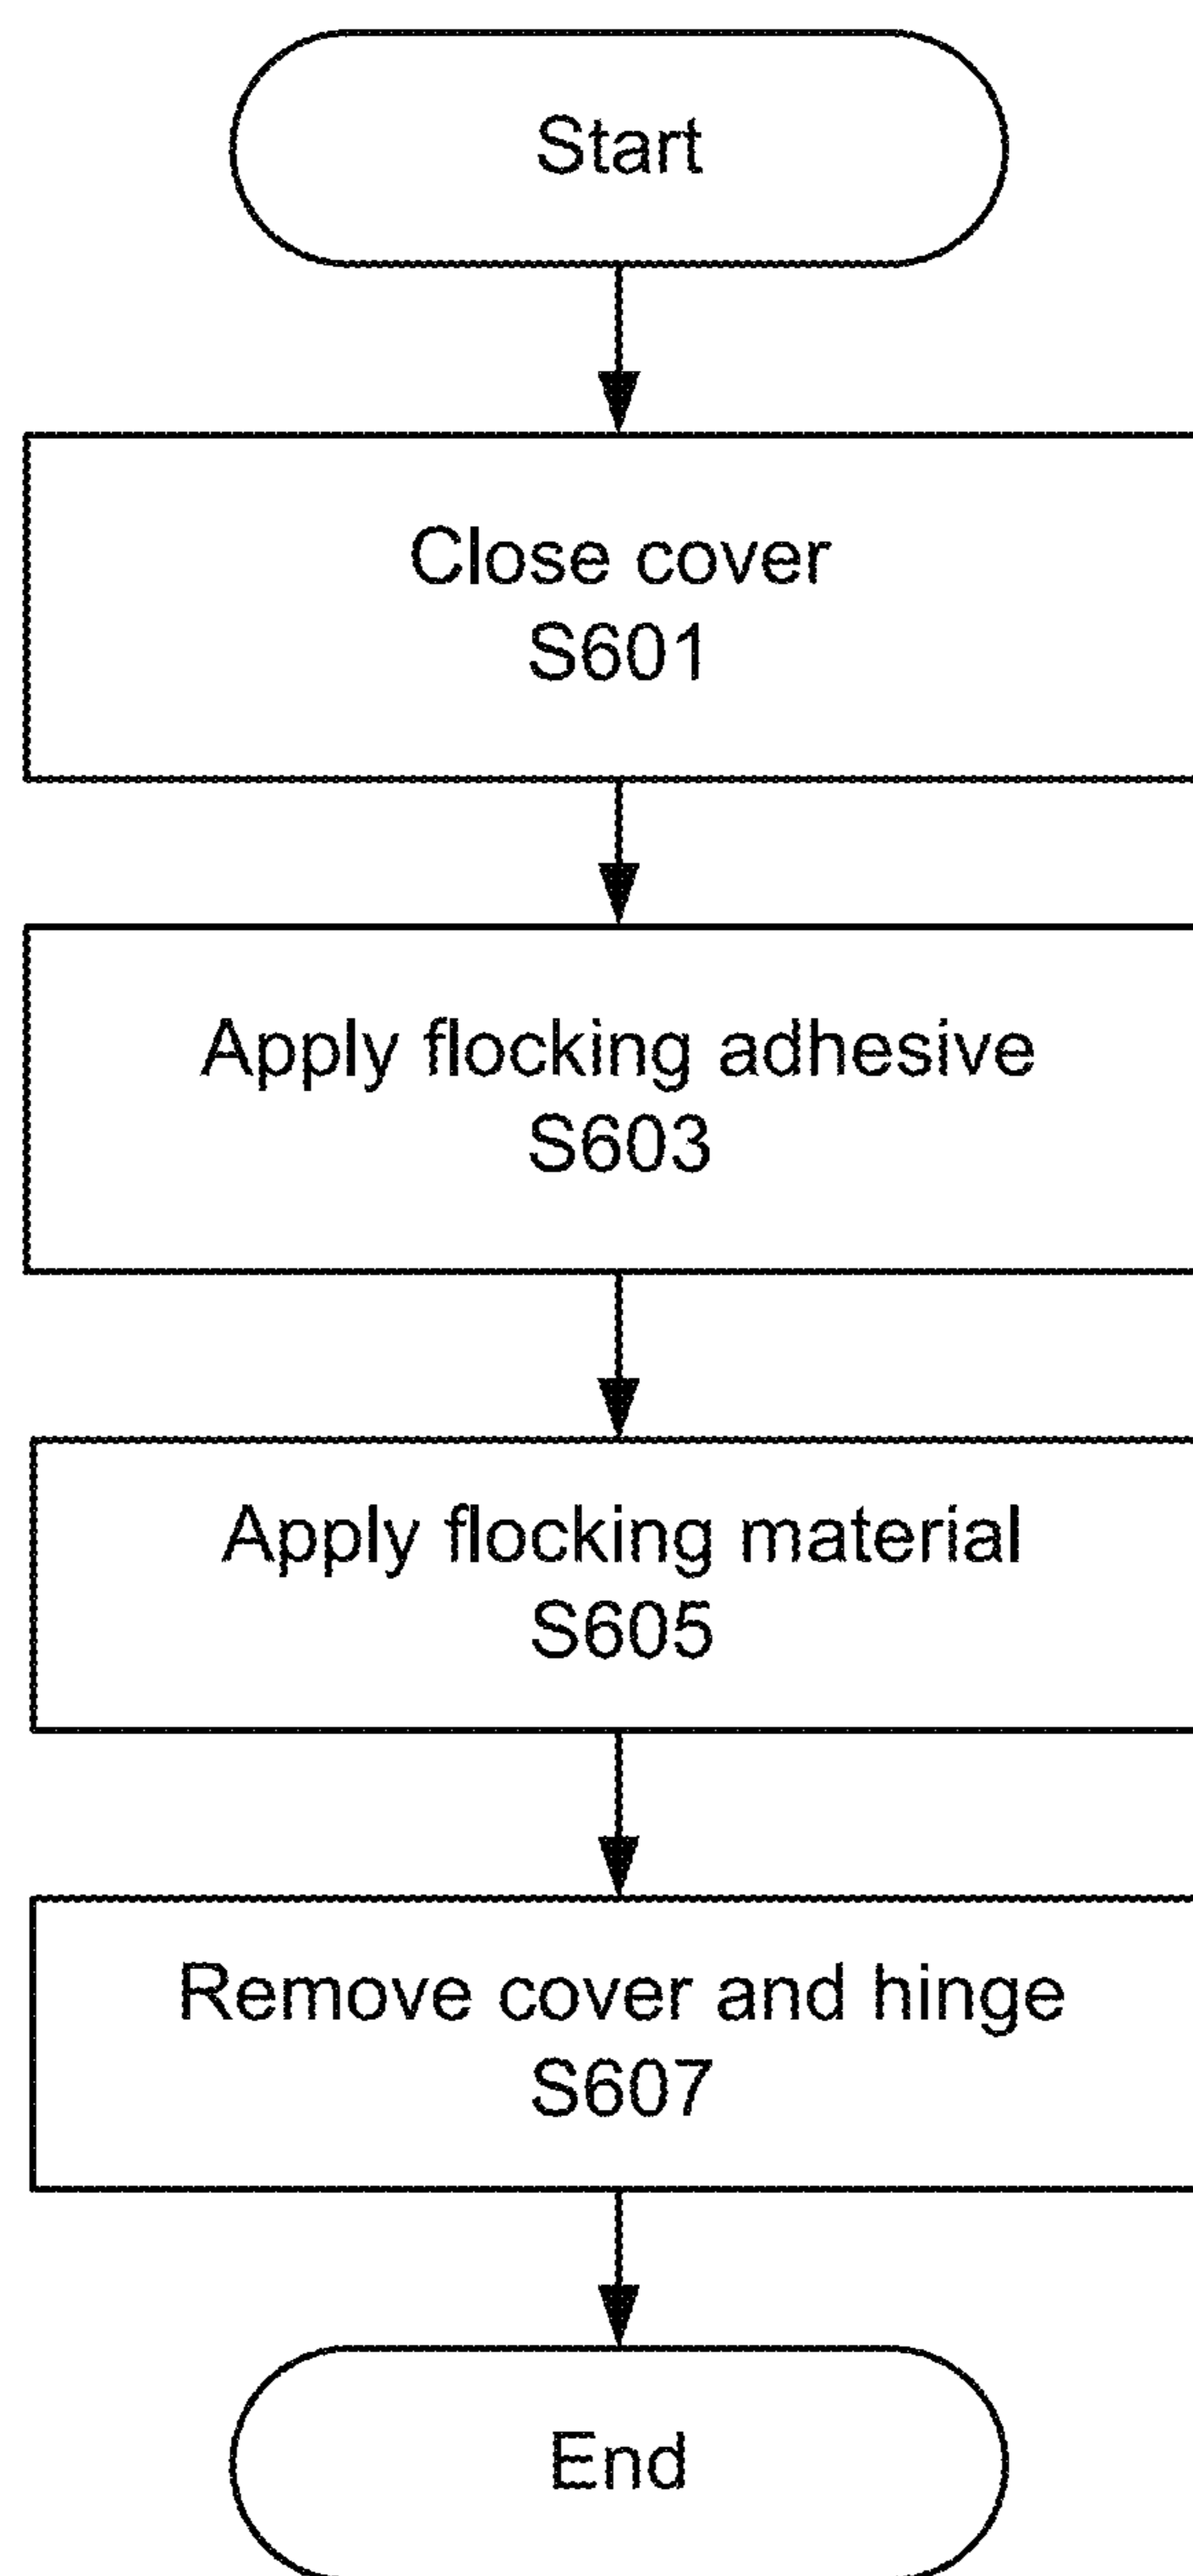 Start
Close cover
S601
Apply flocking adhesive
S603
Apply flocking material
S605
Remove cover and hinge
S607
End